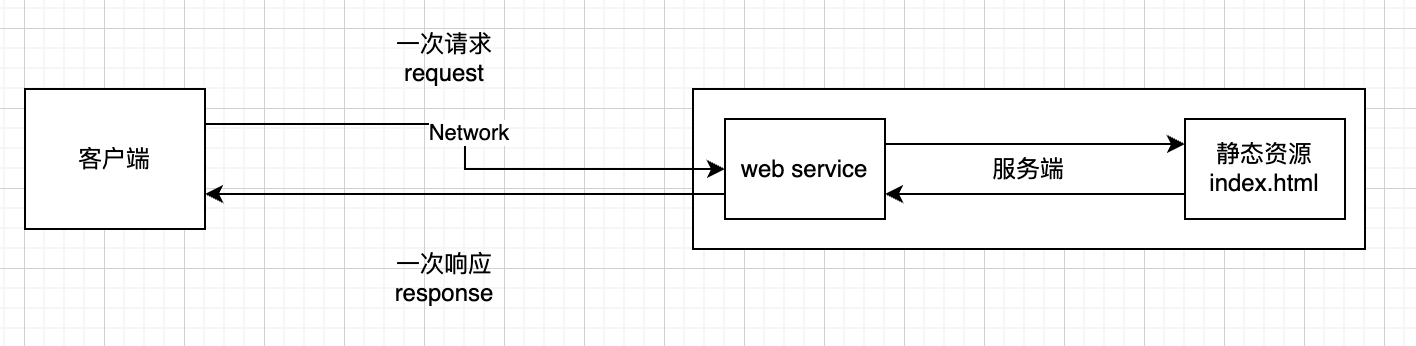 一次请求
request
客户端
Network
web service
服务端
静态资源
index.html
一次响应
response